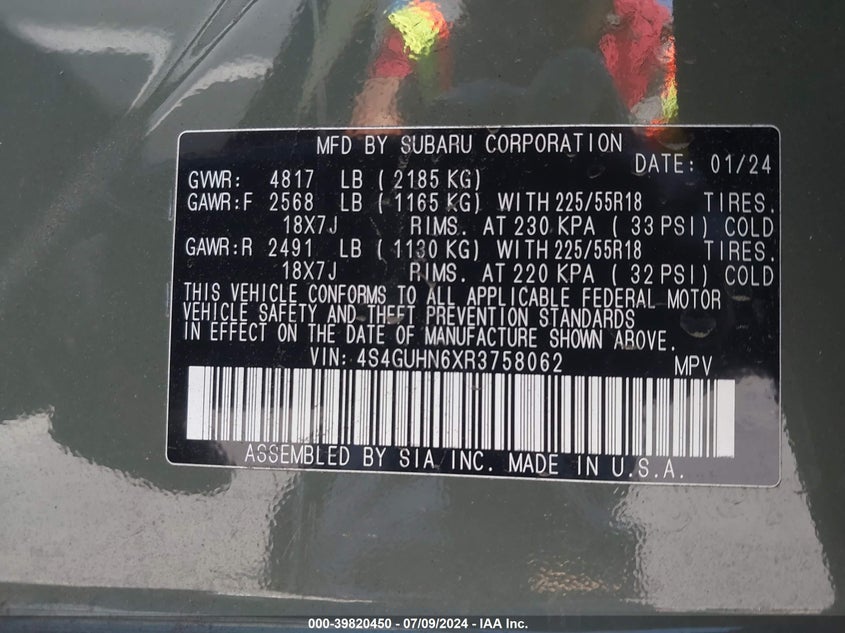 MFD BY SUBARU CORPORATION
DATE: 01/24
GVWR: 4817 LB ( 2185 KG)
GAWR:F 2568 LB ( 1165 KG) WITH 225/55R18 TIRES.
18X7J RIMS. AT 230 KPA ( 33 PSI) COLD
GAWR:R 2491 LB ( 1130 KG) WITH 225/55R18 TIRES.
18X7J RIMS. AT 220 KPA ( 32 PSI) COLD
THIS VEHICLE CONFORMS TO ALL APPLICABLE FEDERAL MOTOR
VEHICLE SAFETY AND THEFT PREVENTION STANDARDS
IN EFFECT ON THE DATE OF MANUFACTURE SHOWN ABOVE.
VIN: 4S4GUHN6XR3758062 MPV
ASSEMBLED BY SIA INC. MADE IN U.S.A.
000-39820450 - 07/09/2024 - IAA Inc.